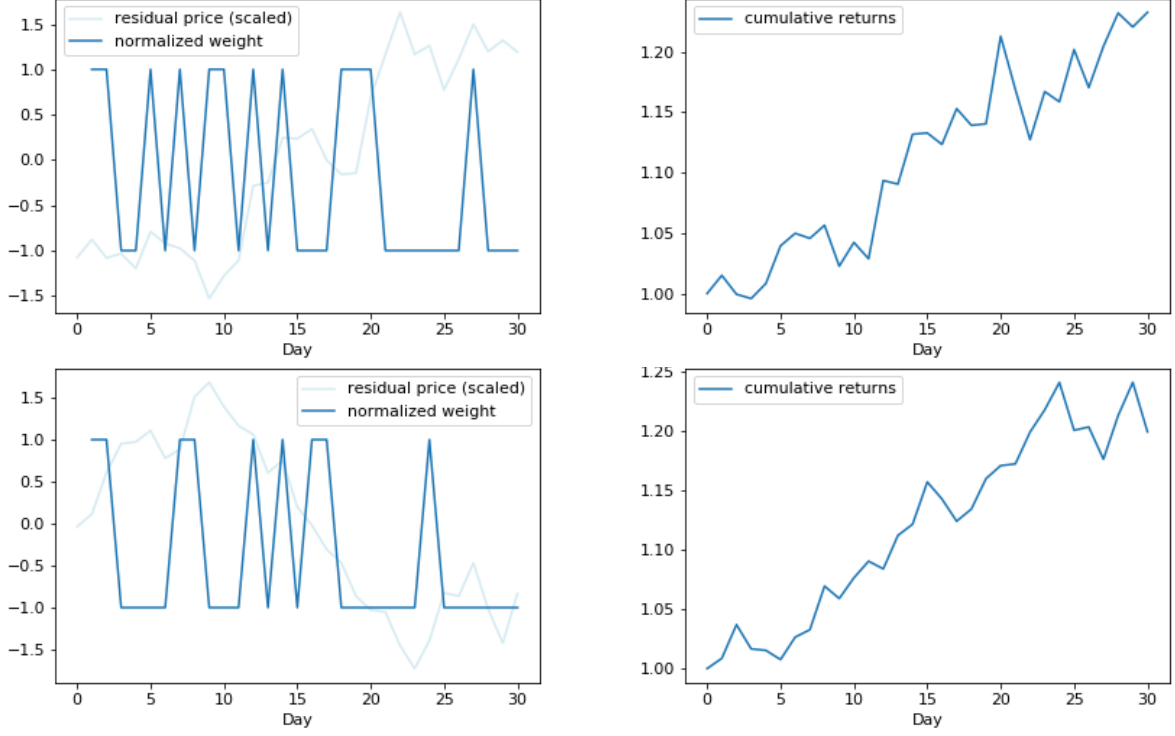 residual price (scaled)
normalized weight
1.5
1.0
0.5
0.0
−0.5
−1.0
−1.5
0 5 10 15 20 25 30
Day
cumulative returns
1.20
1.15
1.10
1.05
1.00
0 5 10 15 20 25 30
Day
residual price (scaled)
normalized weight
1.5
1.0
0.5
0.0
−0.5
−1.0
−1.5
0 5 10 15 20 25 30
Day
cumulative returns
1.25
1.20
1.15
1.10
1.05
1.00
0 5 10 15 20 25 30
Day